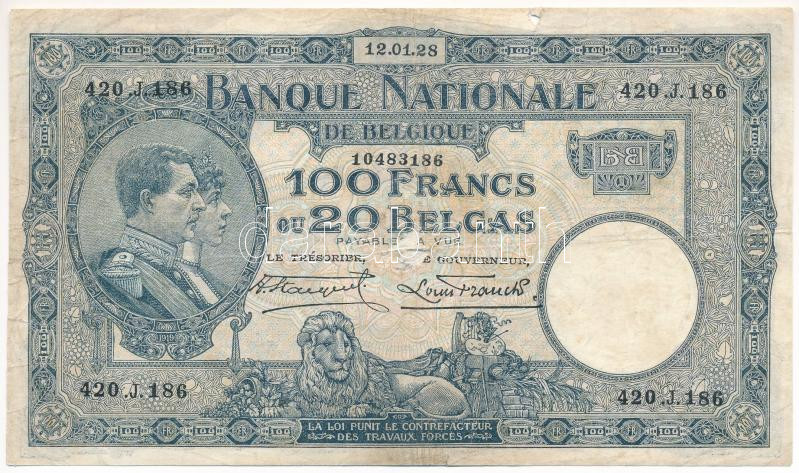 12.01.28
420.J.186
420.J.186
BANQUE NATIONALE
DE BELGIQUE
10483186
100 FRANCS
OU 20 BELGAS
PAYABLE A VUE
LE TRÉSORIER, E GOUVERNEUR,
Louis Franck
1919
420.J.186
420.J.186
LA LOI PUNIT LE CONTREFACTEUR
DES TRAVAUX FORCÉS